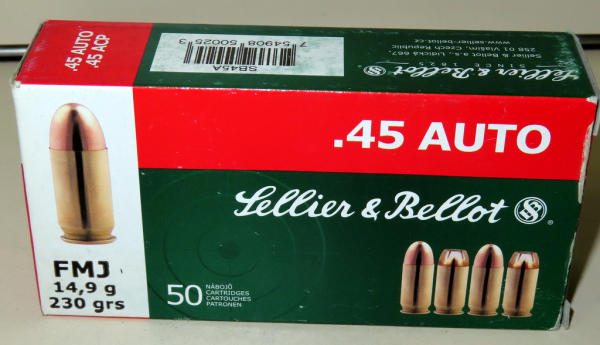 .45 AUTO
.45 ACP
7 54908 50025 3
SB45A
Sellier & Bellot
SINCE 1825
Sellier & Bellot a.s., Lidická 667,
258 01 Vlašim, Czech Republic
www.sellier-bellot.cz
.45 AUTO
Sellier & Bellot
®
FMJ
14,9 g
230 grs
50
NÁBOJŮ
CARTRIDGES
CARTOUCHES
PATRONEN